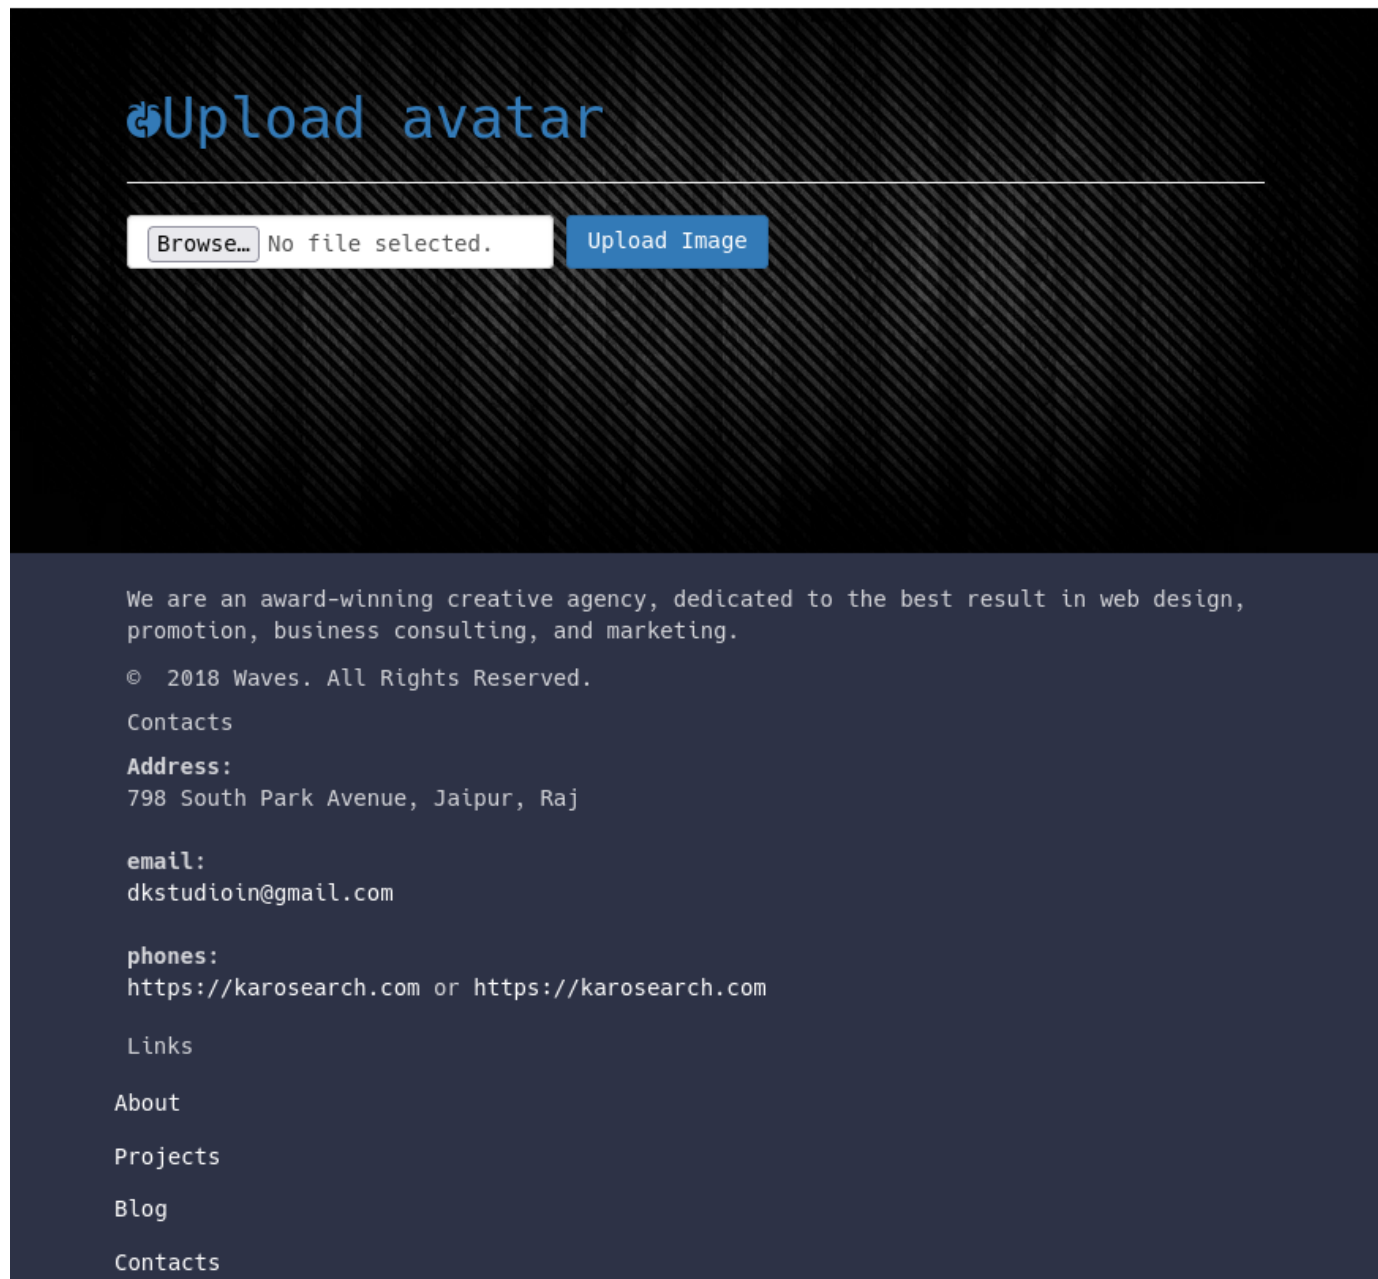 Upload avatar
Browse… No file selected. Upload Image
We are an award-winning creative agency, dedicated to the best result in web design,
promotion, business consulting, and marketing.
©  2018 Waves. All Rights Reserved.
Contacts
Address:
798 South Park Avenue, Jaipur, Raj
email:
dkstudioin@gmail.com
phones:
https://karosearch.com or https://karosearch.com
Links
About
Projects
Blog
Contacts